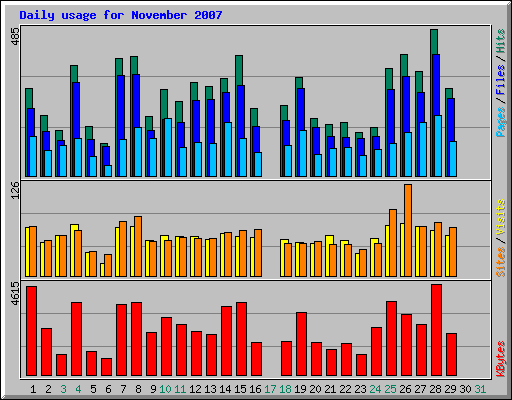 Daily usage for November 2007
485
Pages / Files / Hits
126
Sites / Visits
4615
KBytes
1 2 3 4 5 6 7 8 9 10 11 12 13 14 15 16 17 18 19 20 21 22 23 24 25 26 27 28 29 30 31